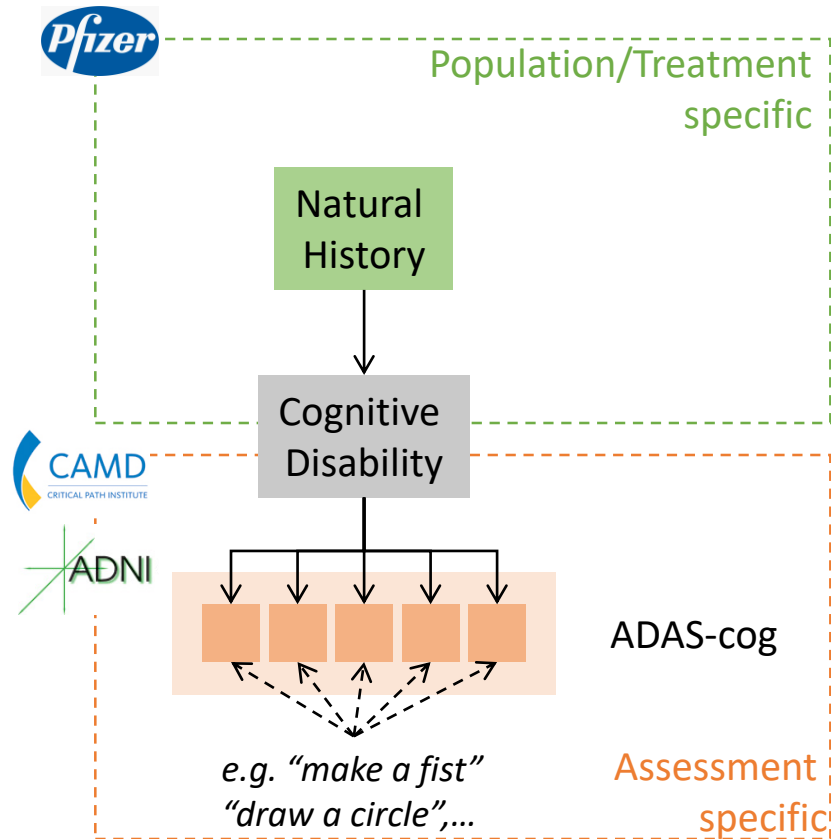 Pfizer
Population/Treatment
specific
Natural
History
Cognitive
Disability
CAMD
CRITICAL PATH INSTITUTE
ADNI
ADAS-cog
e.g. “make a fist”
“draw a circle”,...
Assessment
specific